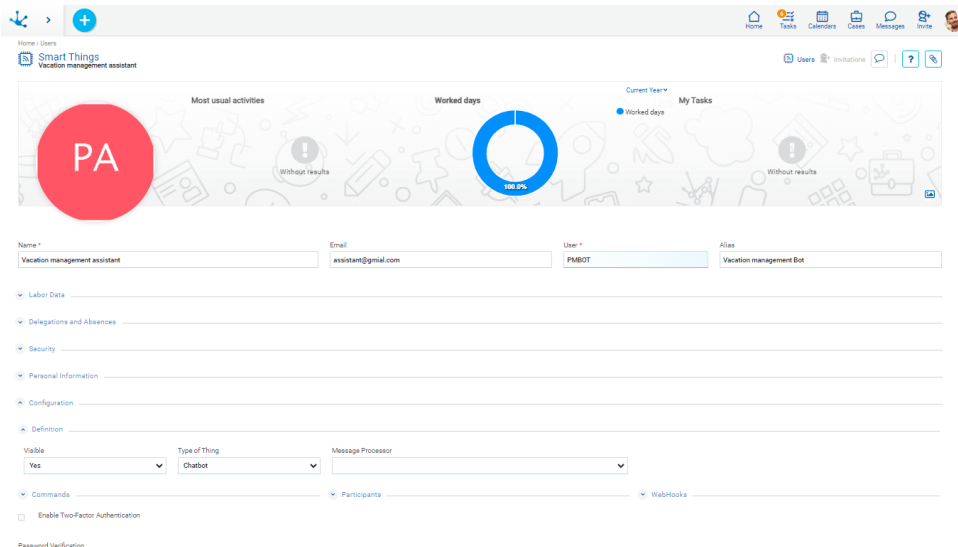 6
Home Tasks Calendars Cases Messages Invite
Home › Users
Smart Things
Vacation management assistant
Users Invitations ?
Current Year
Most usual activities Worked days My Tasks
Worked days
PA
Without results Without results
100.0%
Name * Email User * Alias
Vacation management assistant assistant@gmial.com PMBOT Vacation management Bot
Labor Data
Delegations and Absences
Security
Personal Information
Configuration
Definition
Visible Type of Thing Message Processor
Yes Chatbot
Commands Participants WebHooks
Enable Two-Factor Authentication
Password Verification